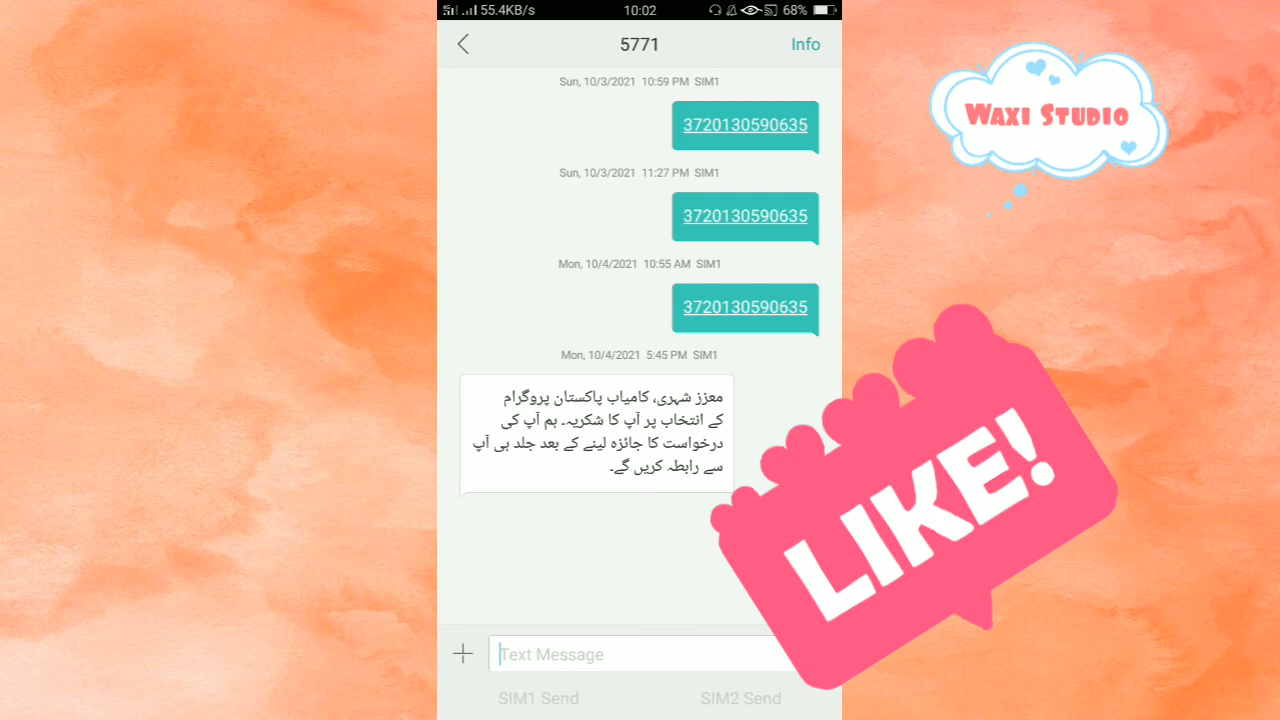 55.4KB/s 10:02 68%
5771 Info
Sun, 10/3/2021 10:59 PM SIM1
3720130590635
Sun, 10/3/2021 11:27 PM SIM1
3720130590635
Mon, 10/4/2021 10:55 AM SIM1
3720130590635
Mon, 10/4/2021 5:45 PM SIM1
معزز شہری، کامیاب پاکستان پروگرام
کے انتخاب پر آپ کا شکریہ۔ ہم آپ کی
درخواست کا جائزہ لینے کے بعد جلد ہی آپ
سے رابطہ کریں گے۔
Text Message
SIM1 Send SIM2 Send
Waxi Studio
LIKE!